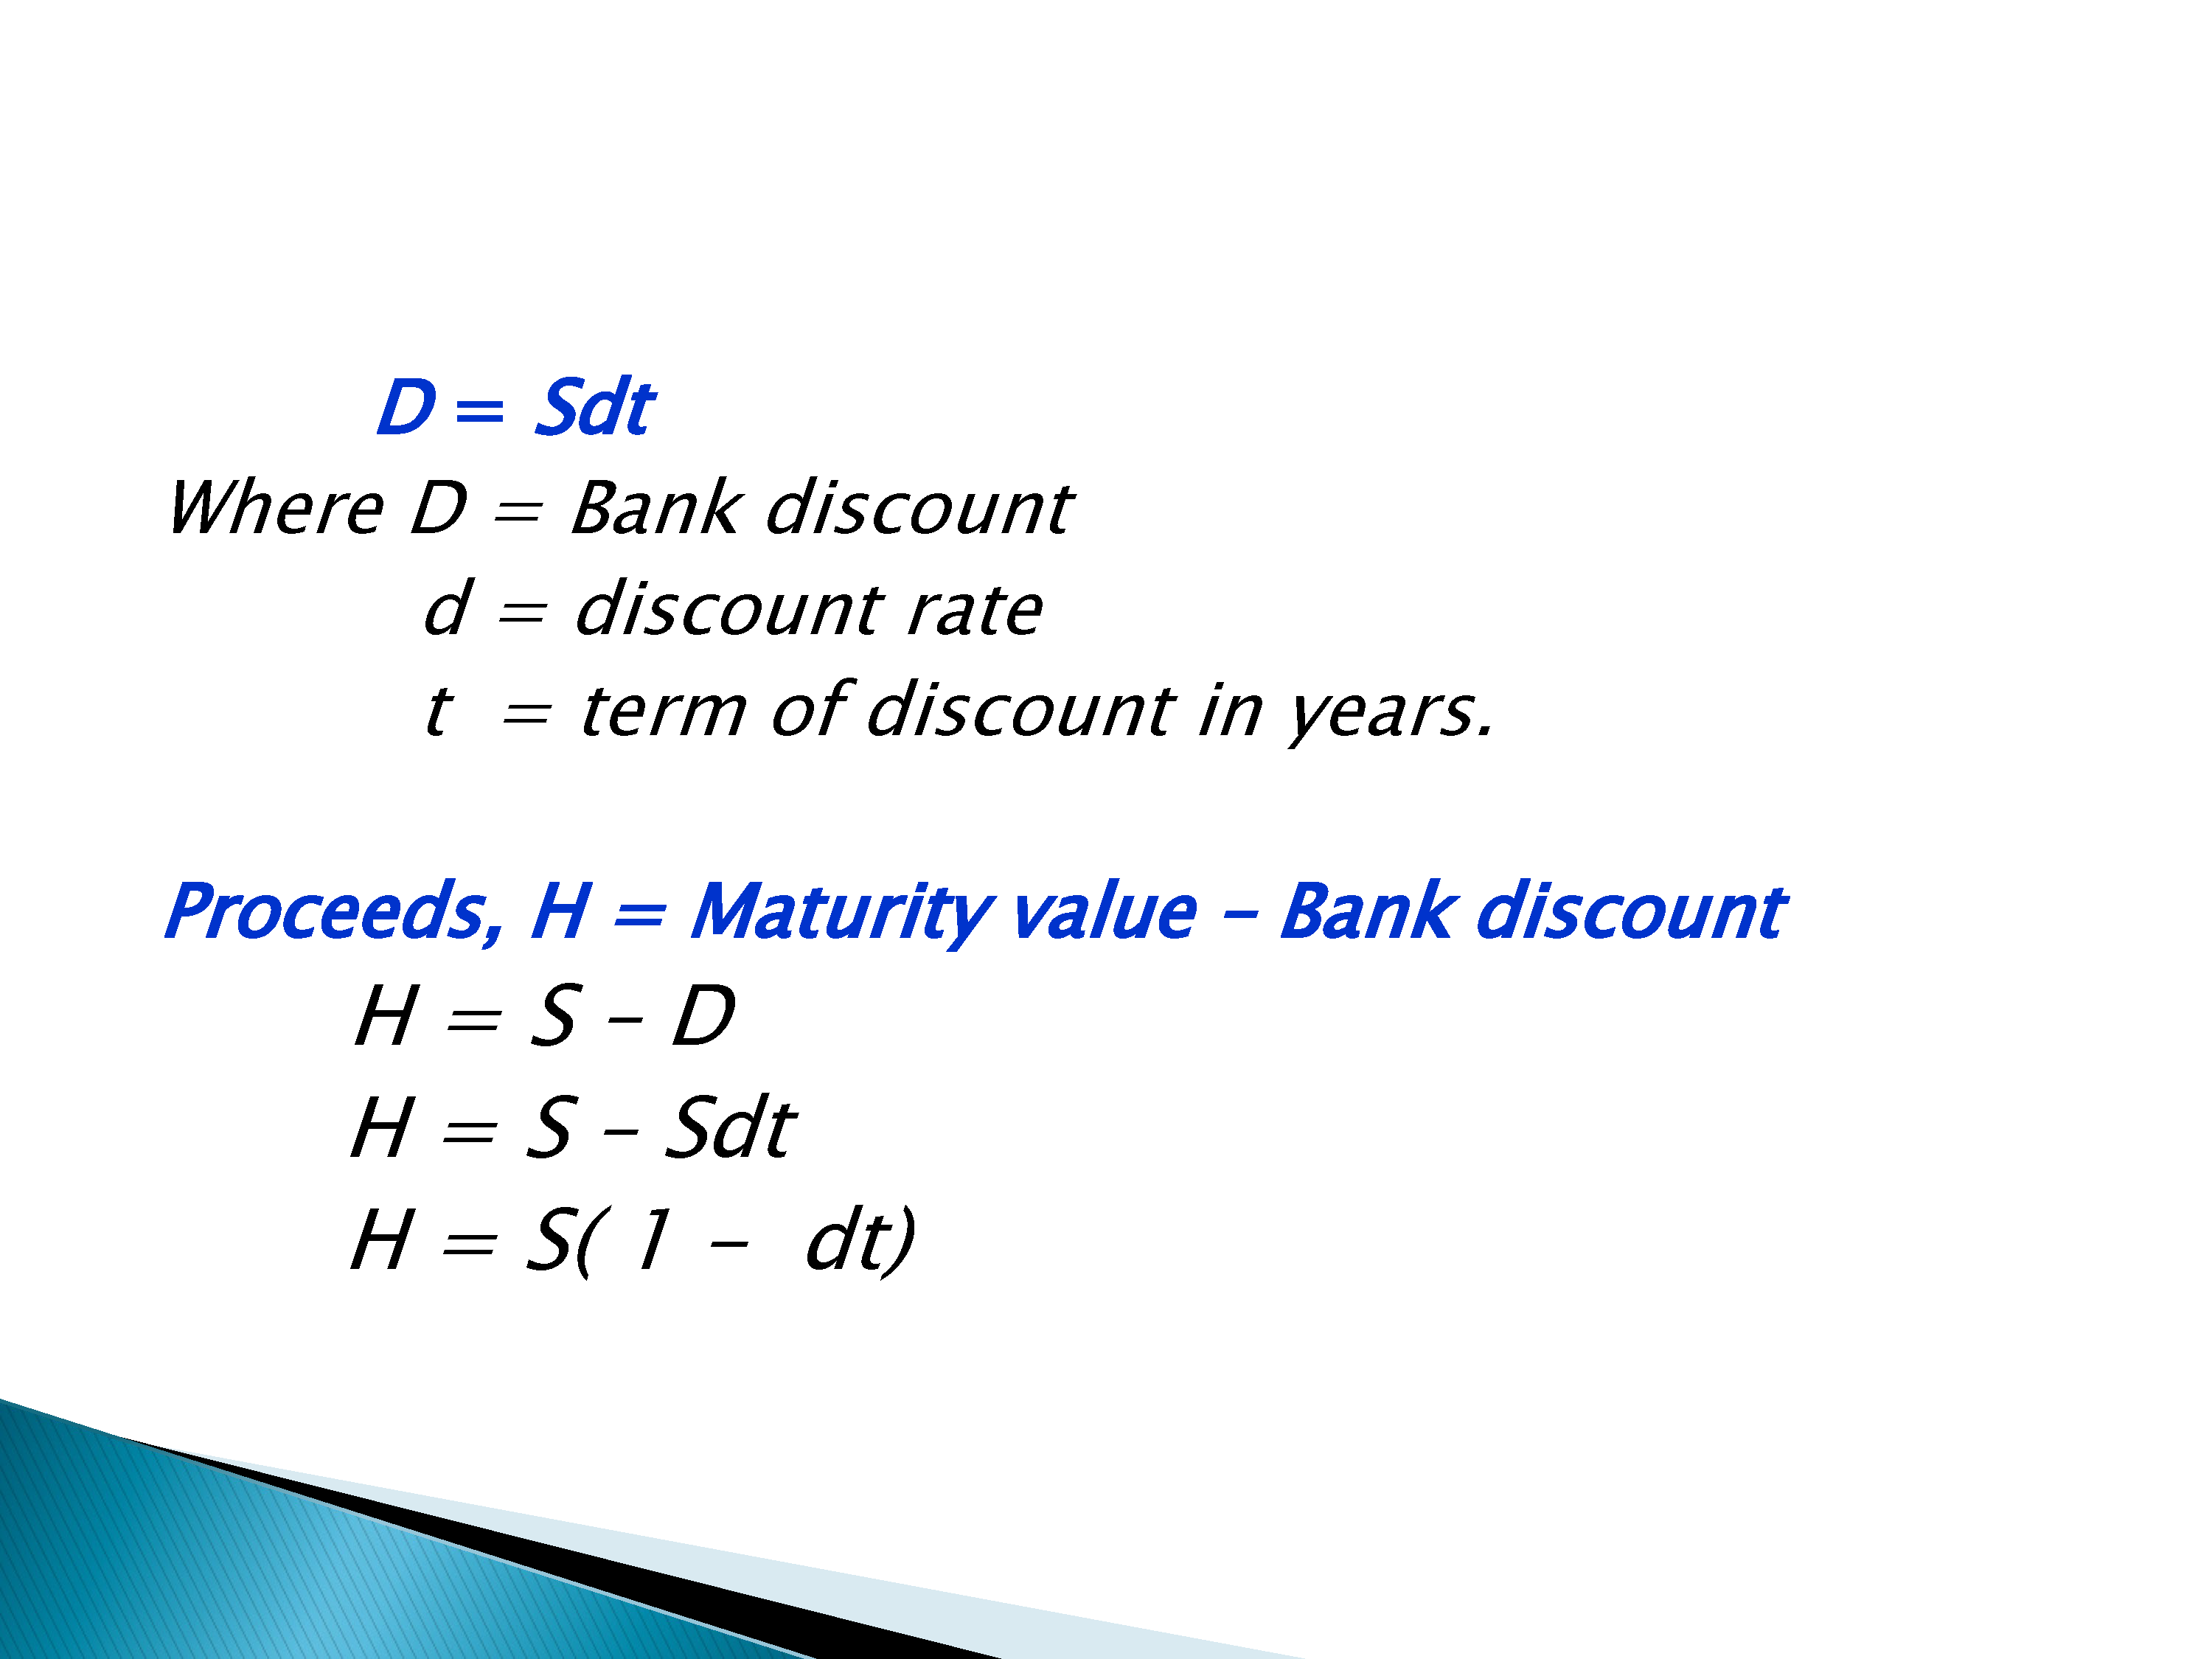 D = Sdt
Where D = Bank discount
d = discount rate
t = term of discount in years.
Proceeds, H = Maturity value – Bank discount
H = S – D
H = S – Sdt
H = S( 1 – dt)